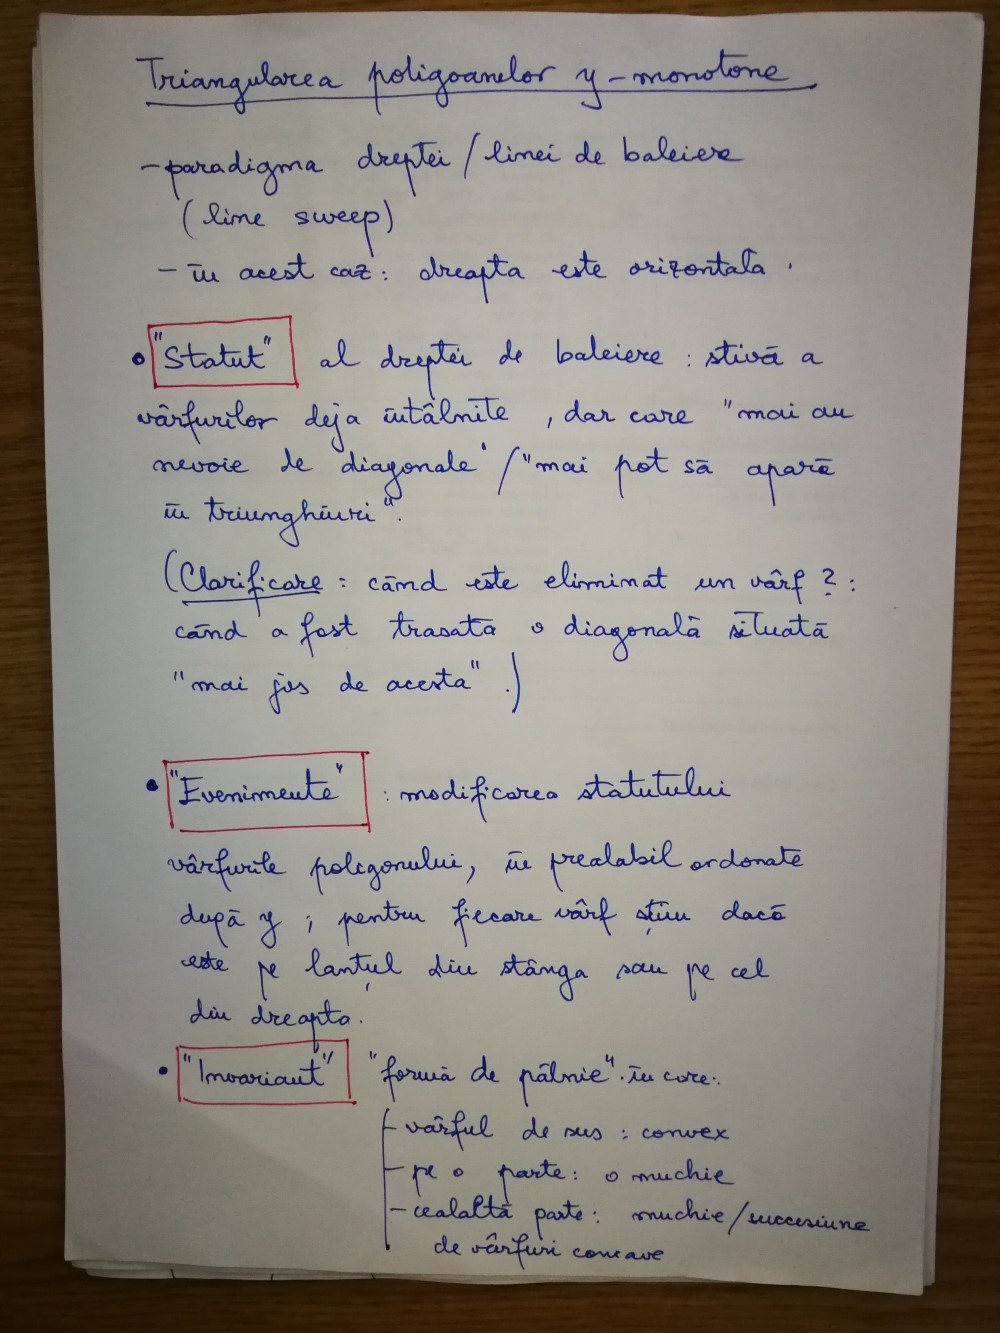 Triangularea poligoanelor y-monotone
- paradigma dreptei / liniei de baleiere
(line sweep)
- în acest caz: dreapta este orizontală.
• "Statut" al dreptei de baleiere : stivă a
vârfurilor deja întâlnite, dar care "mai au
nevoie de diagonale" / "mai pot să apară
în triunghiuri".
(Clarificare : când este eliminat un vârf ? :
când a fost trasată o diagonală situată
"mai jos de acesta".)
• "Evenimente" : modificarea statutului
vârfurile poligonului, în prealabil ordonate
după y ; pentru fiecare vârf știm dacă
este pe lanțul din stânga sau pe cel
din dreapta.
• "Invariant" "formă de pâlnie". în care:
- vârful de sus : convex
- pe o parte : o muchie
- cealaltă parte : muchie / succesiune
de vârfuri concave